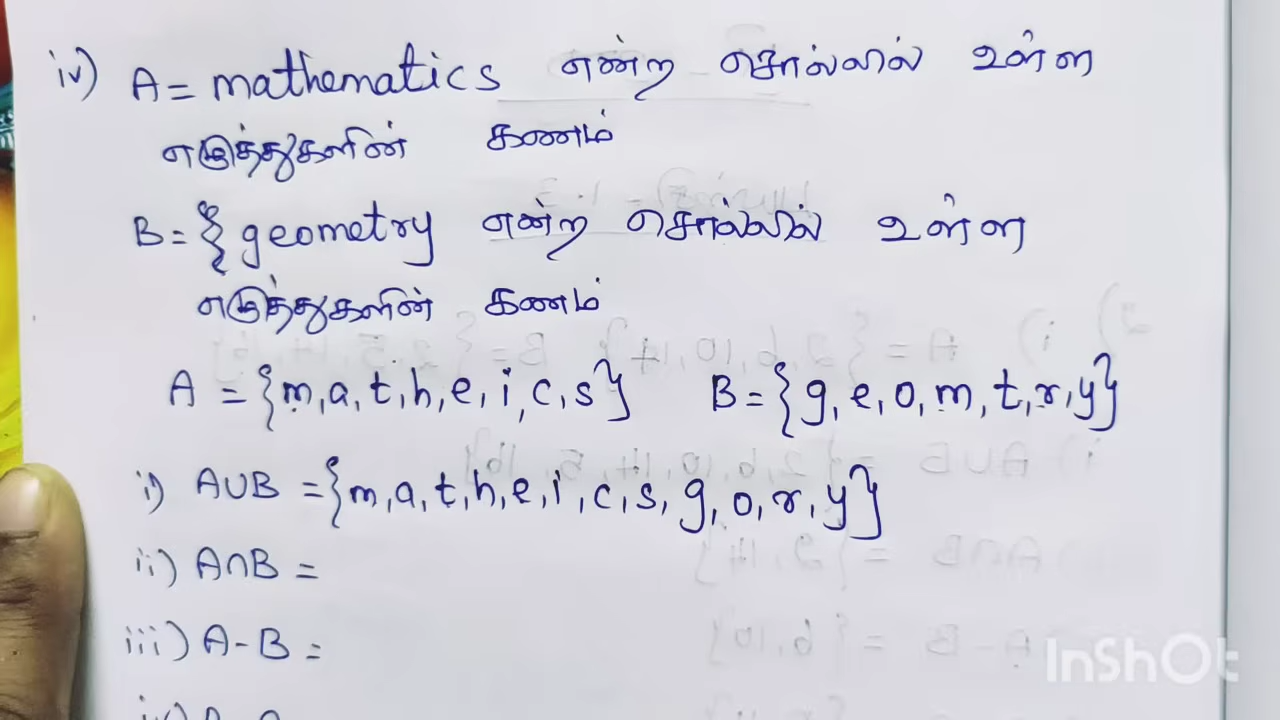 iv) A = mathematics என்ற சொல்லில் உள்ள
எழுத்துகளின் கணம்
B = { geometry என்ற சொல்லில் உள்ள
எழுத்துகளின் கணம்
A = {m, a, t, h, e, i, c, s} B = {g, e, o, m, t, r, y}
i) A∪B = {m, a, t, h, e, i, c, s, g, o, r, y}
ii) A∩B =
iii) A - B =
InShOt